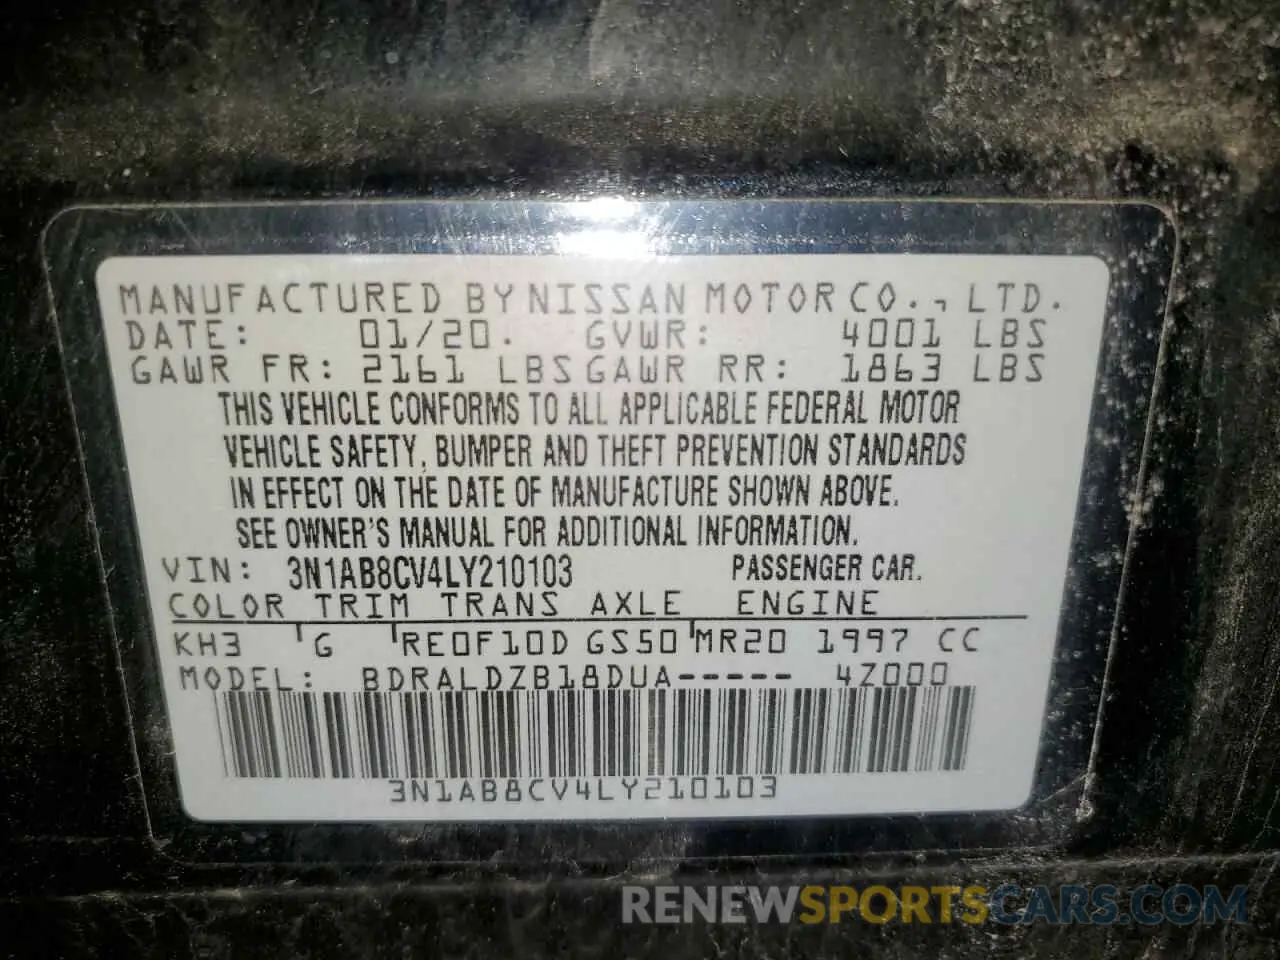 MANUFACTURED BY NISSAN MOTOR CO., LTD.
DATE: 01/20. GVWR: 4001 LBS
GAWR FR: 2161 LBS GAWR RR: 1863 LBS
THIS VEHICLE CONFORMS TO ALL APPLICABLE FEDERAL MOTOR
VEHICLE SAFETY, BUMPER AND THEFT PREVENTION STANDARDS
IN EFFECT ON THE DATE OF MANUFACTURE SHOWN ABOVE.
SEE OWNER'S MANUAL FOR ADDITIONAL INFORMATION.
VIN: 3N1AB8CV4LY210103 PASSENGER CAR.
COLOR TRIM TRANS AXLE ENGINE
KH3 G RE0F10D GS50 MR20 1997 CC
MODEL: BDRALDZB18DUA----- 4Z000
3N1AB8CV4LY210103
RENEWSPORTSCARS.COM